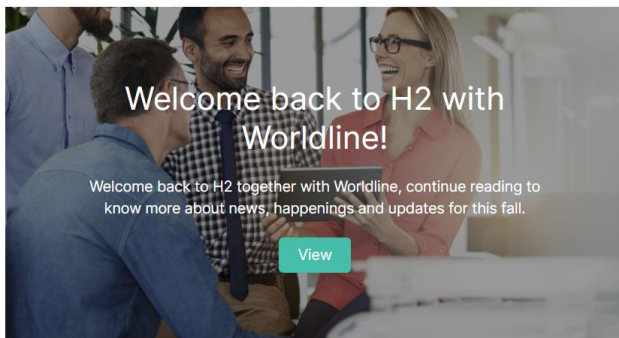 Welcome back to H2 with
Worldline!
Welcome back to H2 together with Worldline, continue reading to
know more about news, happenings and updates for this fall.
View